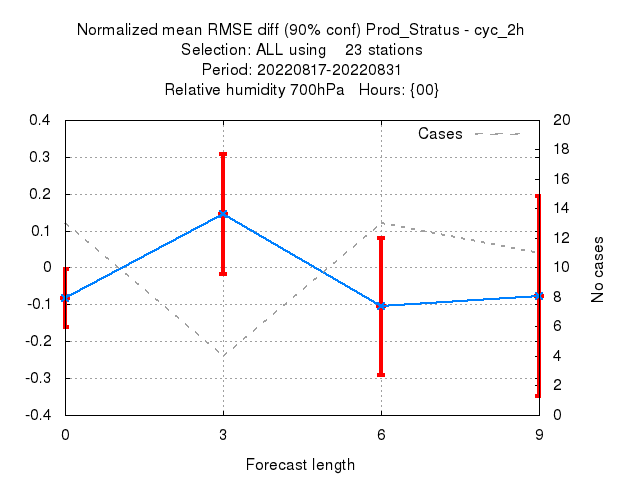 Normalized mean RMSE diff (90% conf) Prod_Stratus - cyc_2h
Selection: ALL using    23 stations
Period: 20220817-20220831
Relative humidity 700hPa   Hours: {00}
0.4
0.3
0.2
0.1
0
-0.1
-0.2
-0.3
-0.4
Cases
20
18
16
14
12
10
8
6
4
2
0
No cases
0 3 6 9
Forecast length